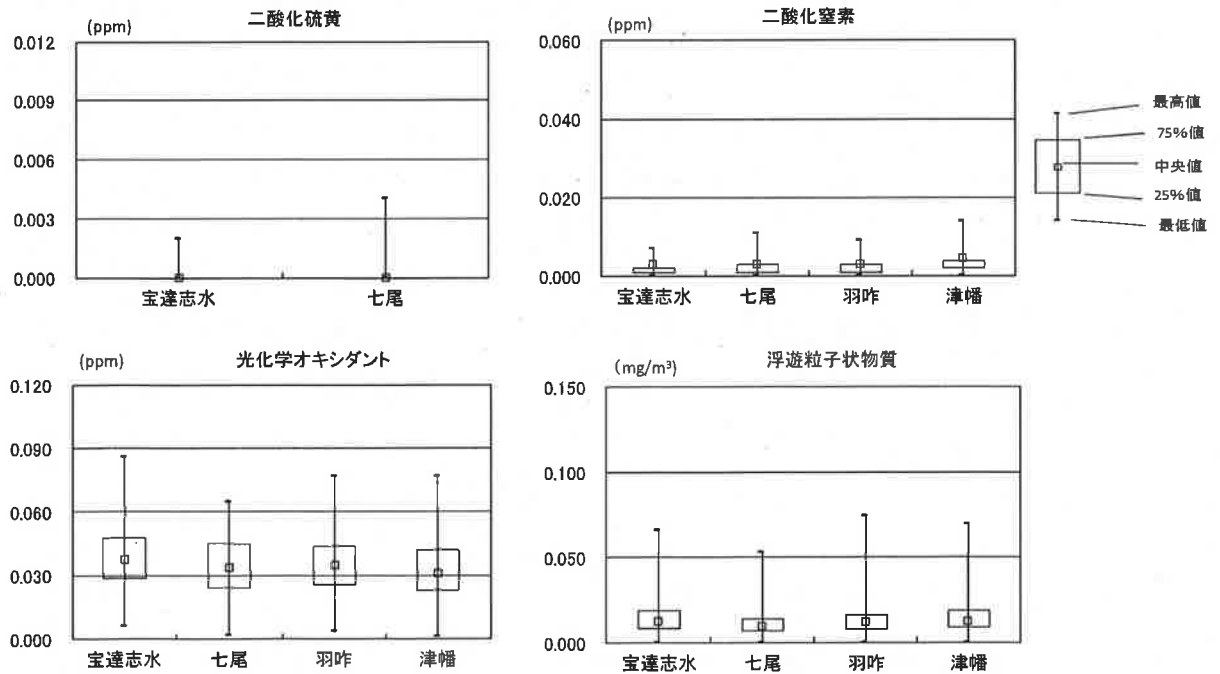 二酸化硫黄
(ppm)
0.012
0.009
0.006
0.003
0.000
宝達志水 七尾
二酸化窒素
(ppm)
0.060
0.040
0.020
0.000
宝達志水 七尾 羽咋 津幡
最高値
75%値
中央値
25%値
最低値
光化学オキシダント
(ppm)
0.120
0.090
0.060
0.030
0.000
宝達志水 七尾 羽咋 津幡
浮遊粒子状物質
(mg/m³)
0.150
0.100
0.050
0.000
宝達志水 七尾 羽咋 津幡